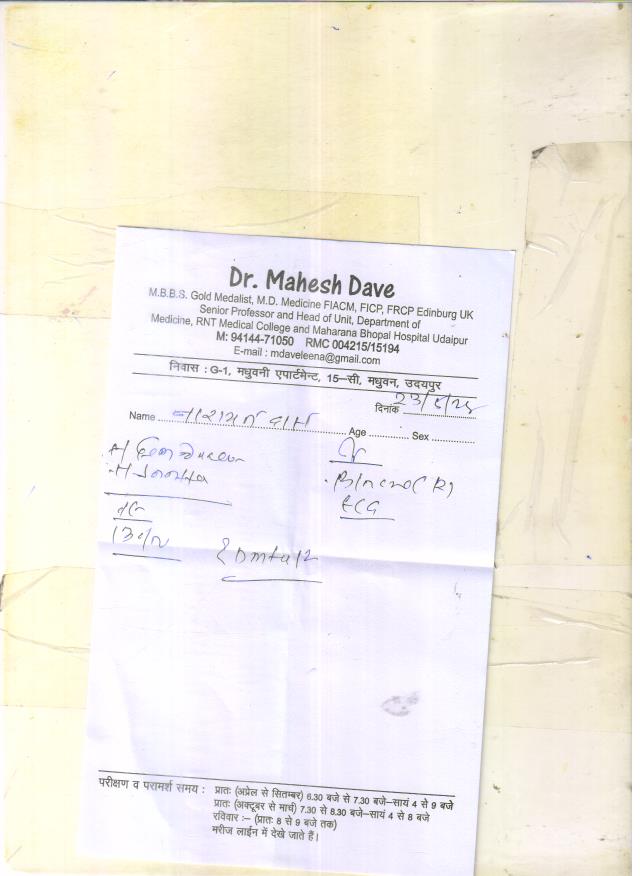 Dr. Mahesh Dave
M.B.B.S. Gold Medalist, M.D. Medicine FIACM, FICP, FRCP Edinburg UK
Senior Professor and Head of Unit, Department of
Medicine, RNT Medical College and Maharana Bhopal Hospital Udaipur
M: 94144-71050 RMC 004215/15194
E-mail : mdaveleena@gmail.com
निवास : G-1, मधुवनी एपार्टमेन्ट, 15–सी, मधुवन, उदयपुर
दिनांक
Name Age Sex
ECG
परीक्षण व परामर्श समय : प्रातः (अप्रेल से सितम्बर) 6.30 बजे से 7.30 बजे–सायं 4 से 9 बजे
प्रातः (अक्टूबर से मार्च) 7.30 से 8.30 बजे–सायं 4 से 8 बजे
रविवार :– (प्रातः 8 से 9 बजे तक)
मरीज लाईन में देखे जाते हैं।